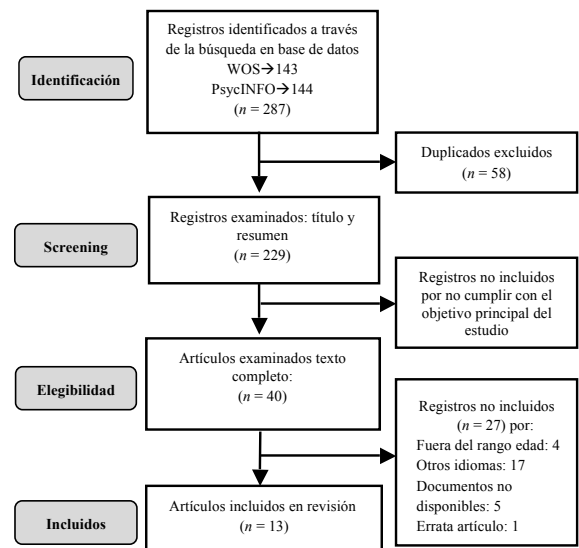 Registros identificados a través
de la búsqueda en base de datos
WOS→143
PsycINFO→144
(n = 287)
Identificación
Duplicados excluidos
(n = 58)
Registros examinados: título y
resumen
(n = 229)
Screening
Registros no incluidos
por no cumplir con el
objetivo principal del
estudio
Artículos examinados texto
completo:
(n = 40)
Elegibilidad
Registros no incluidos
(n = 27) por:
Fuera del rango edad: 4
Otros idiomas: 17
Documentos no
disponibles: 5
Errata artículo: 1
Artículos incluidos en revisión
(n = 13)
Incluidos